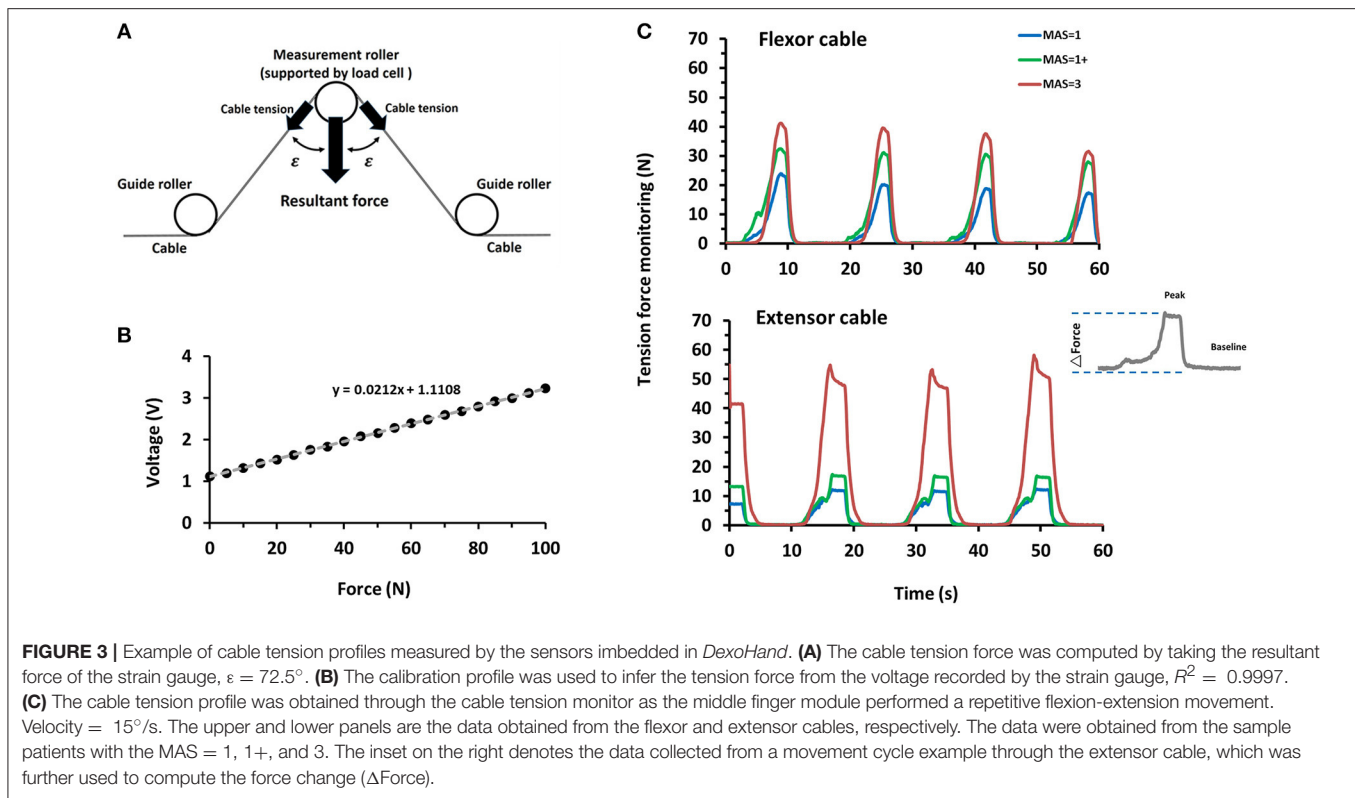 A
Measurement roller
(supported by load cell )
Cable tension
Cable tension
ε
ε
Guide roller
Guide roller
Resultant force
Cable
Cable
B
4
3
2
1
0
Voltage (V)
y = 0.0212x + 1.1108
0
20
40
60
80
100
Force (N)
C
Tension force monitoring (N)
Flexor cable
MAS=1
MAS=1+
MAS=3
70
60
50
40
30
20
10
0
0
10
20
30
40
50
60
Extensor cable
70
60
50
40
30
20
10
0
0
10
20
30
40
50
60
Time (s)
Peak
△Force
Baseline
FIGURE 3 | Example of cable tension profiles measured by the sensors imbedded in DexoHand. (A) The cable tension force was computed by taking the resultant
force of the strain gauge, ε = 72.5°. (B) The calibration profile was used to infer the tension force from the voltage recorded by the strain gauge, R² = 0.9997.
(C) The cable tension profile was obtained through the cable tension monitor as the middle finger module performed a repetitive flexion-extension movement.
Velocity = 15°/s. The upper and lower panels are the data obtained from the flexor and extensor cables, respectively. The data were obtained from the sample
patients with the MAS = 1, 1+, and 3. The inset on the right denotes the data collected from a movement cycle example through the extensor cable, which was
further used to compute the force change (ΔForce).